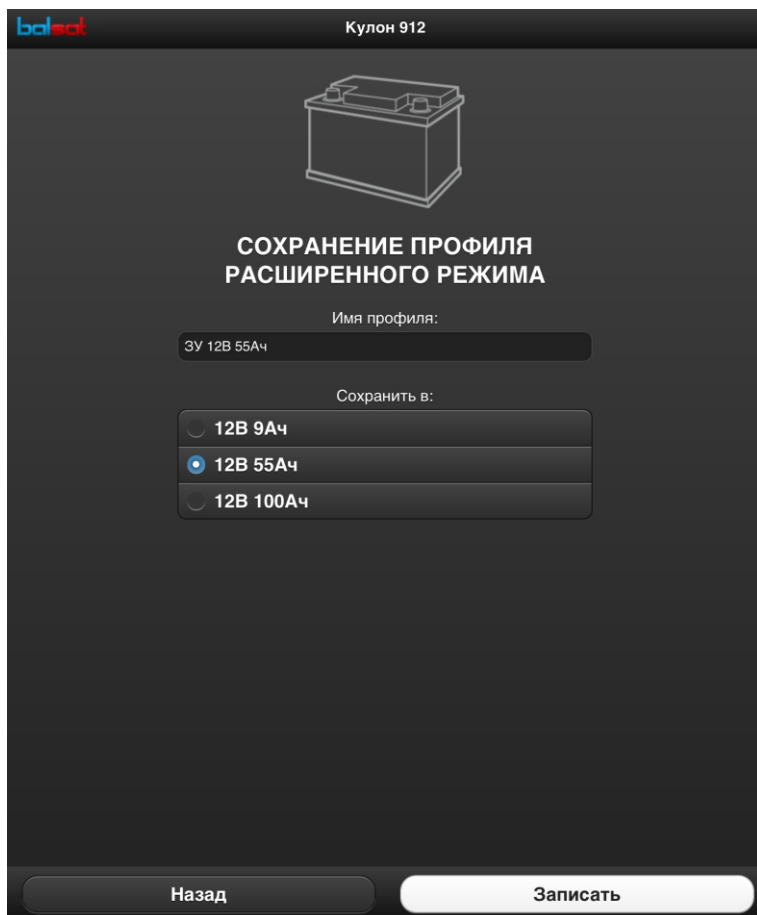 balsat
Кулон 912
СОХРАНЕНИЕ ПРОФИЛЯ
РАСШИРЕННОГО РЕЖИМА
Имя профиля:
ЗУ 12В 55Ач
Сохранить в:
12В 9Ач
12В 55Ач
12В 100Ач
Назад
Записать